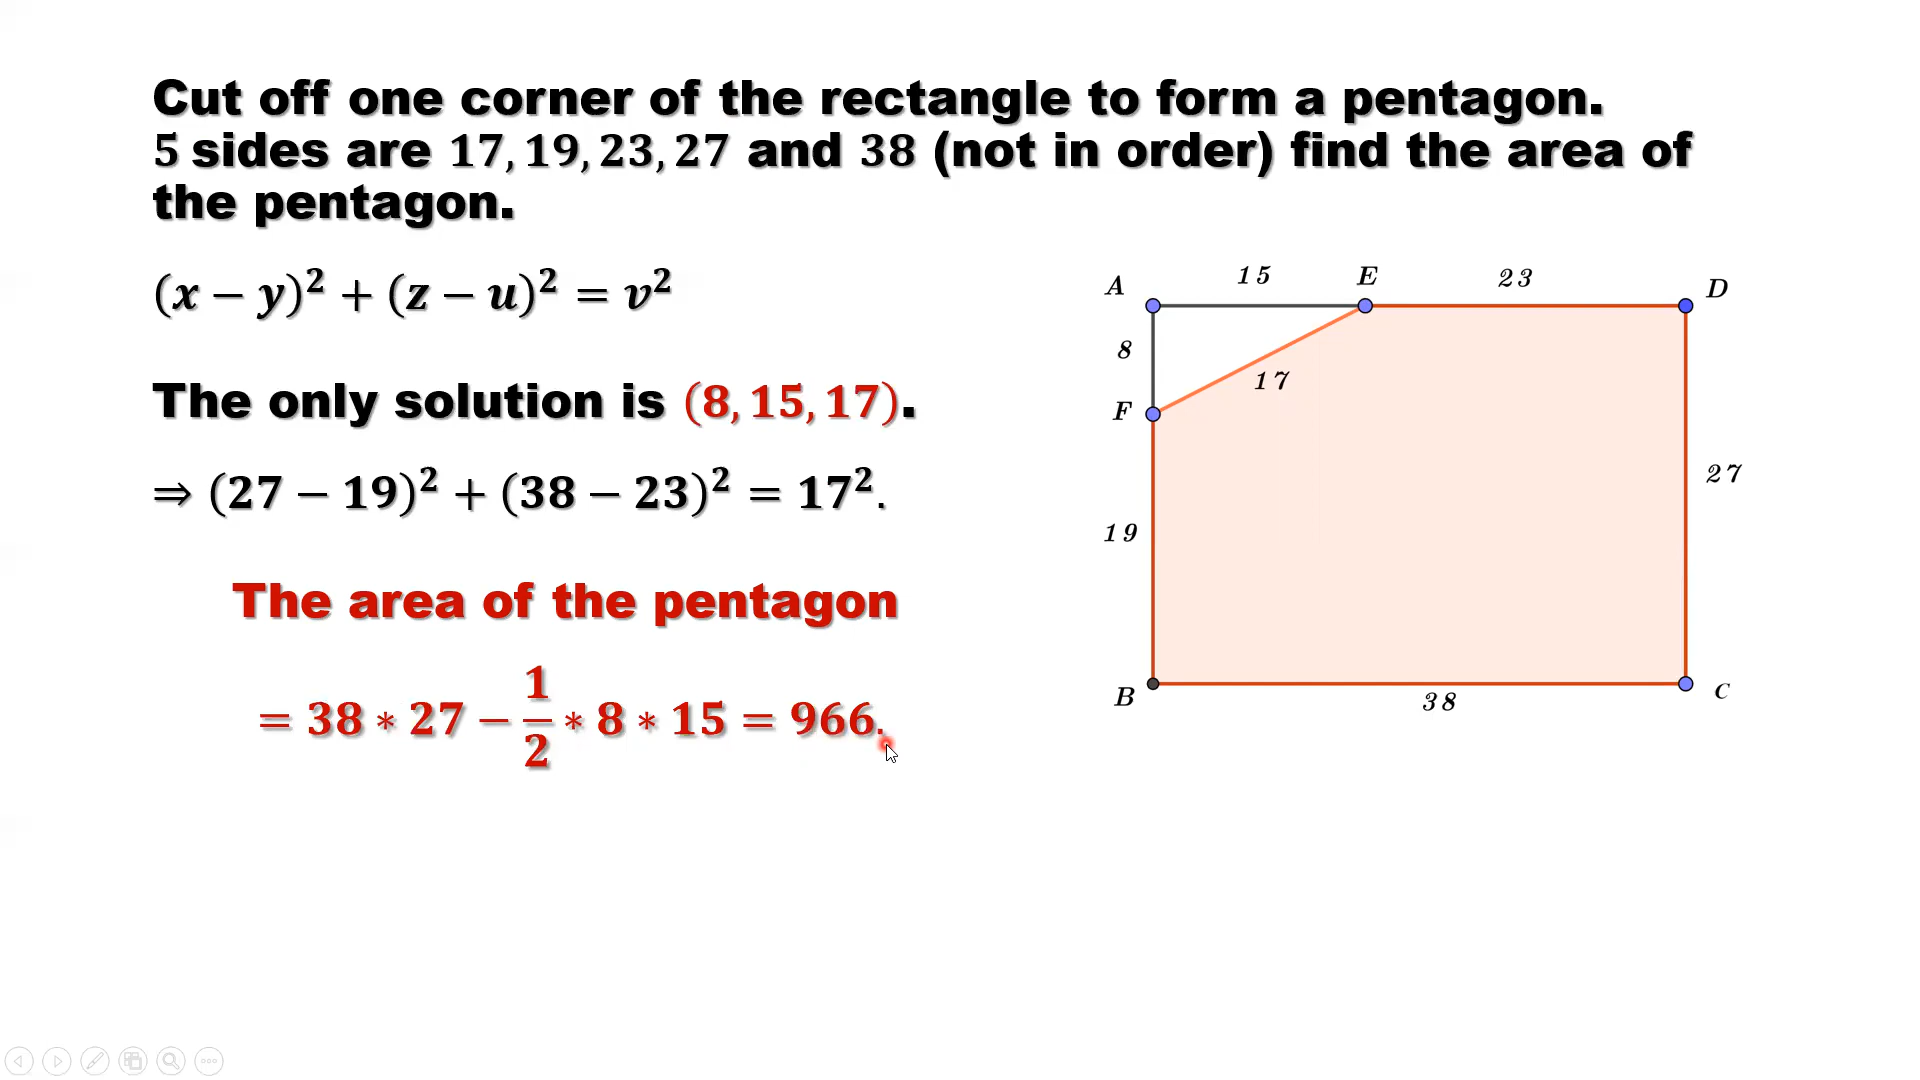 Cut off one corner of the rectangle to form a pentagon.
5 sides are 17, 19, 23, 27 and 38 (not in order) find the area of
the pentagon.
(x − y)² + (z − u)² = v²
The only solution is (8, 15, 17).
⇒ (27 − 19)² + (38 − 23)² = 17².
The area of the pentagon
= 38 * 27 − 1/2 * 8 * 15 = 966.
A 15 E 23 D
8
17
F
27
19
B 38 C